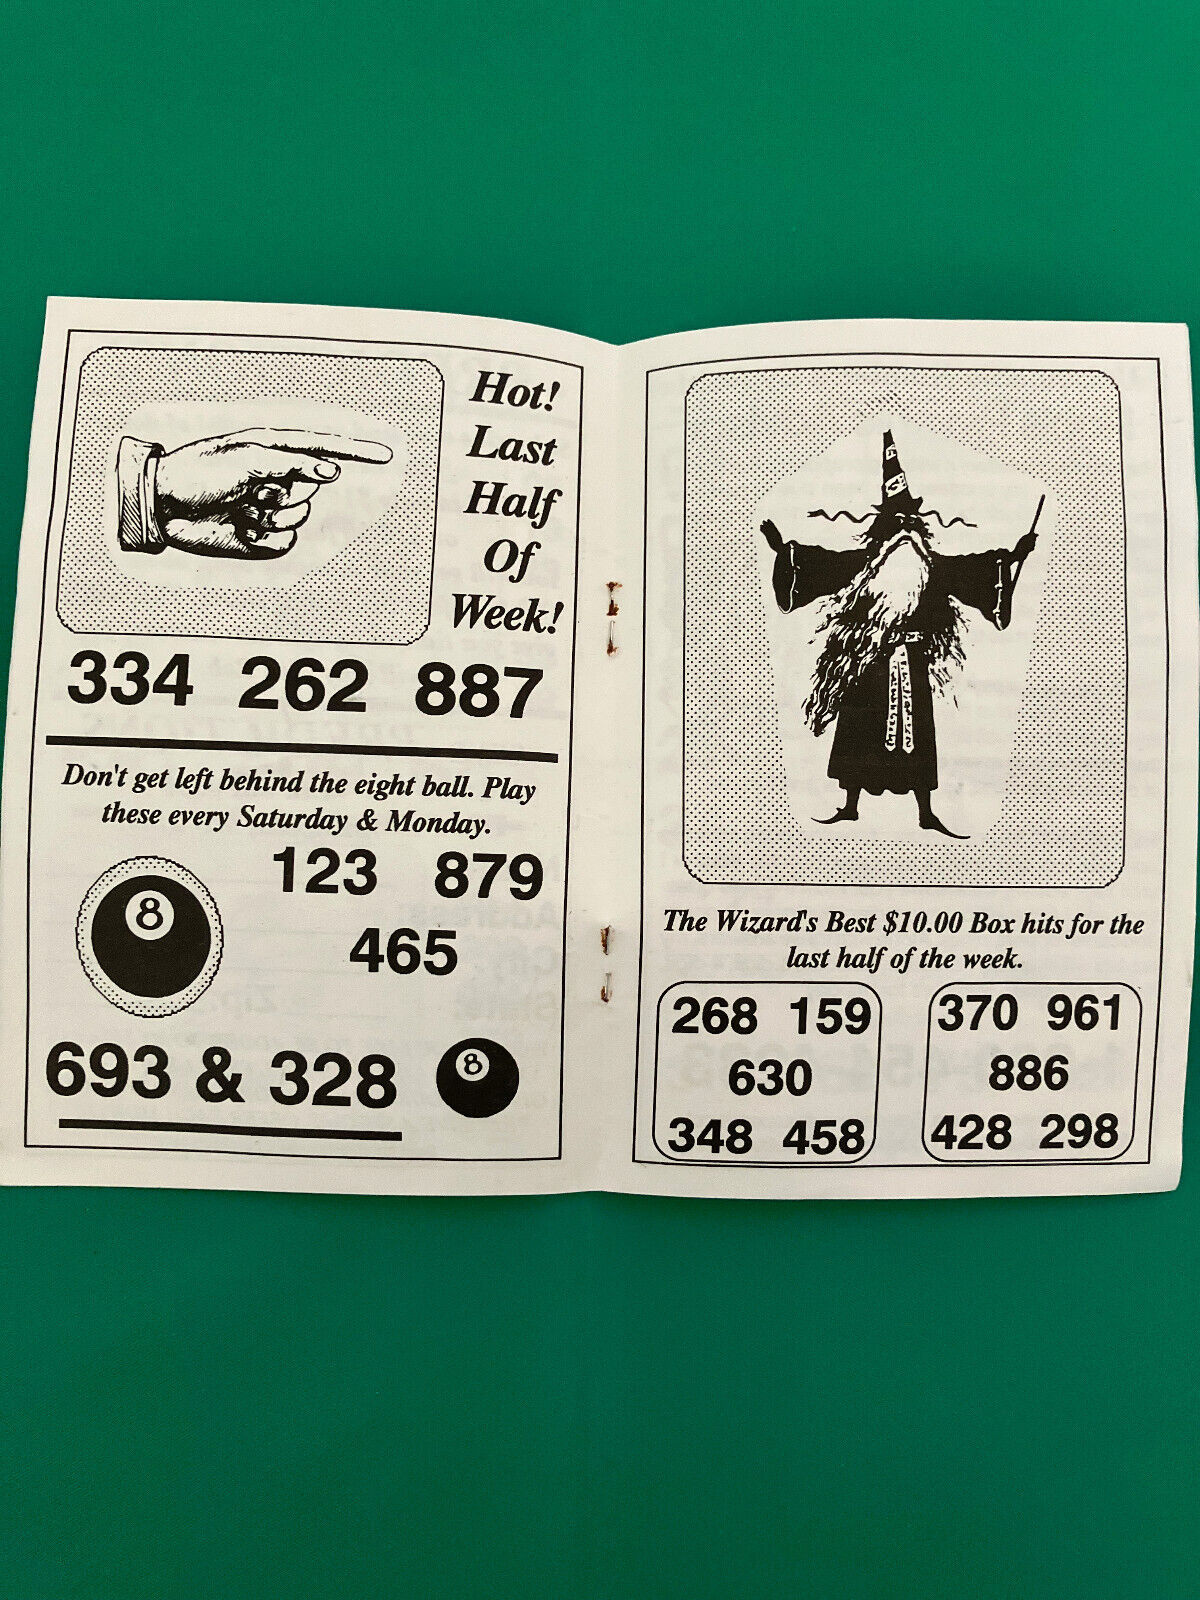 Hot!
Last
Half
Of
Week!
334 262 887
Don't get left behind the eight ball. Play
these every Saturday & Monday.
8
123 879
465
693 & 328
8
The Wizard's Best $10.00 Box hits for the
last half of the week.
268 159
630
348 458
370 961
886
428 298